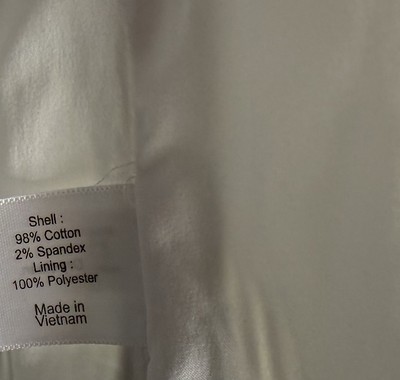 Shell :
98% Cotton
2% Spandex
Lining :
100% Polyester
Made in
Vietnam